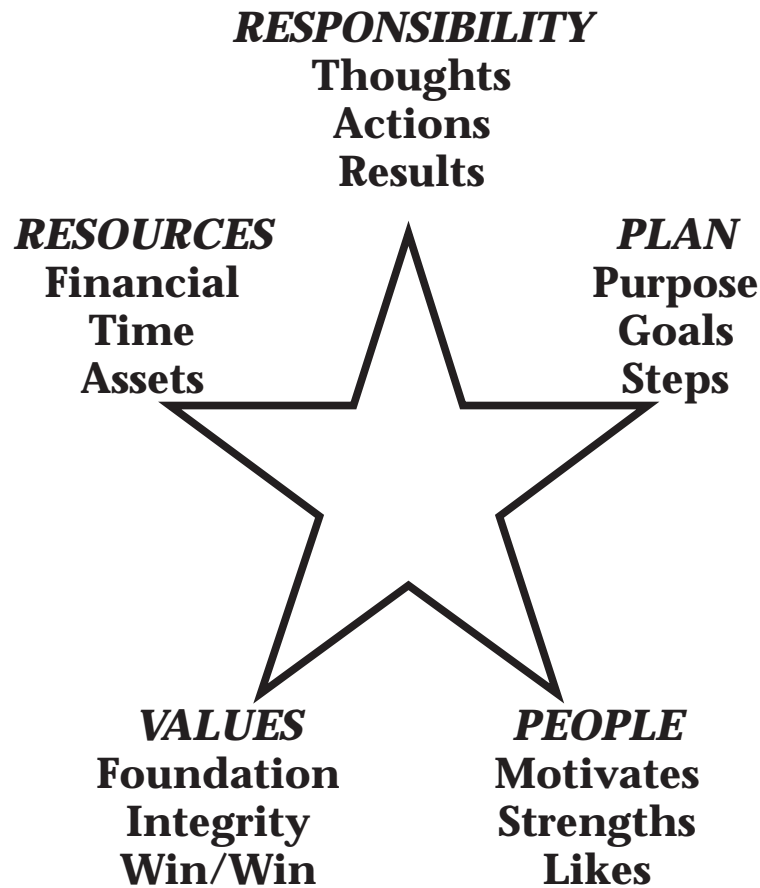 RESPONSIBILITY
Thoughts
Actions
Results
RESOURCES
Financial
Time
Assets
PLAN
Purpose
Goals
Steps
VALUES
Foundation
Integrity
Win/Win
PEOPLE
Motivates
Strengths
Likes